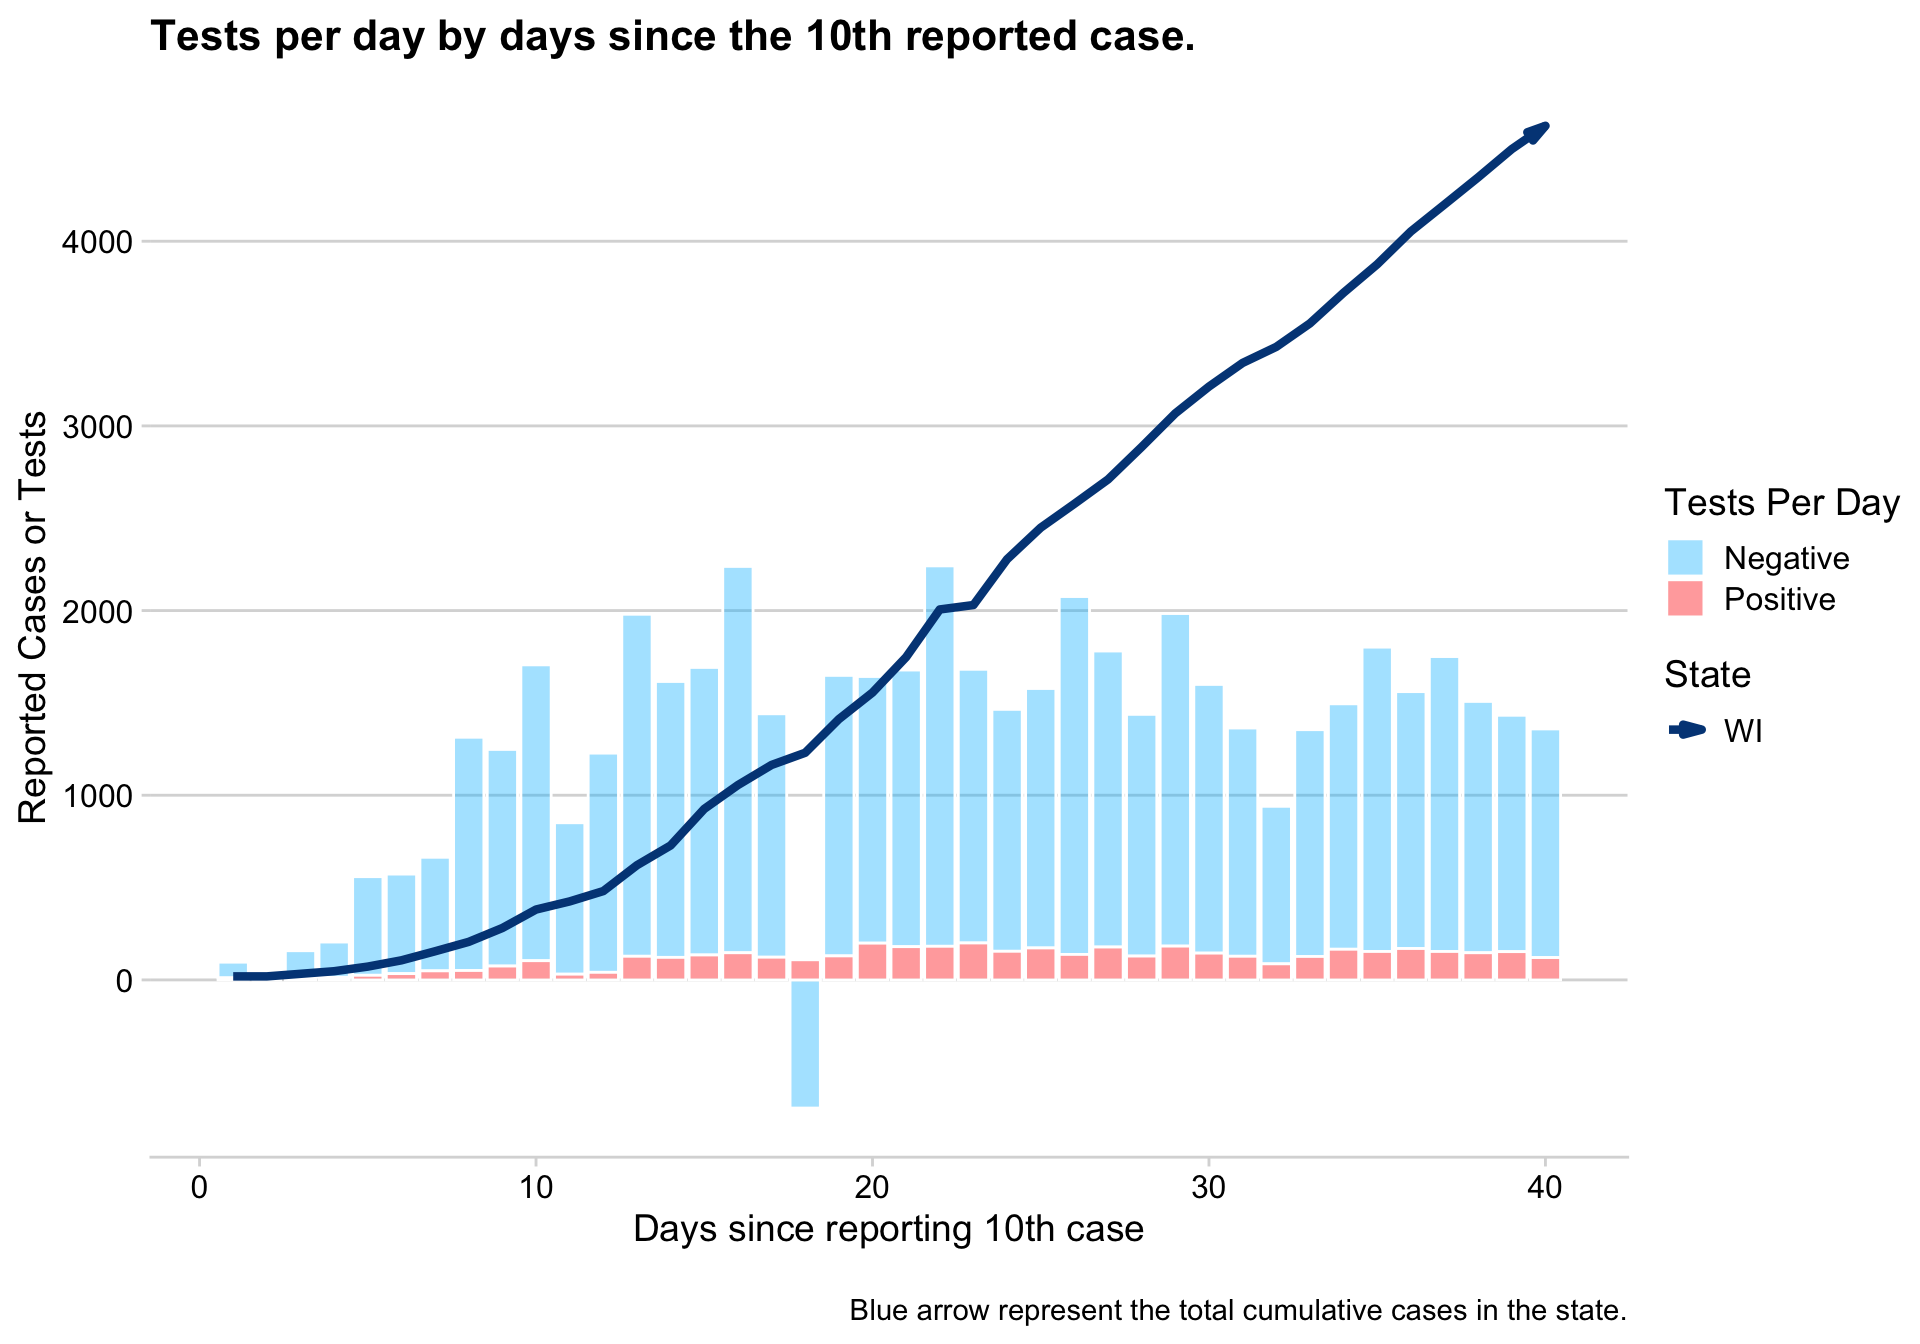 Tests per day by days since the 10th reported case.
Reported Cases or Tests
4000
3000
2000
1000
0
0 10 20 30 40
Days since reporting 10th case
Tests Per Day
Negative
Positive
State
WI
Blue arrow represent the total cumulative cases in the state.